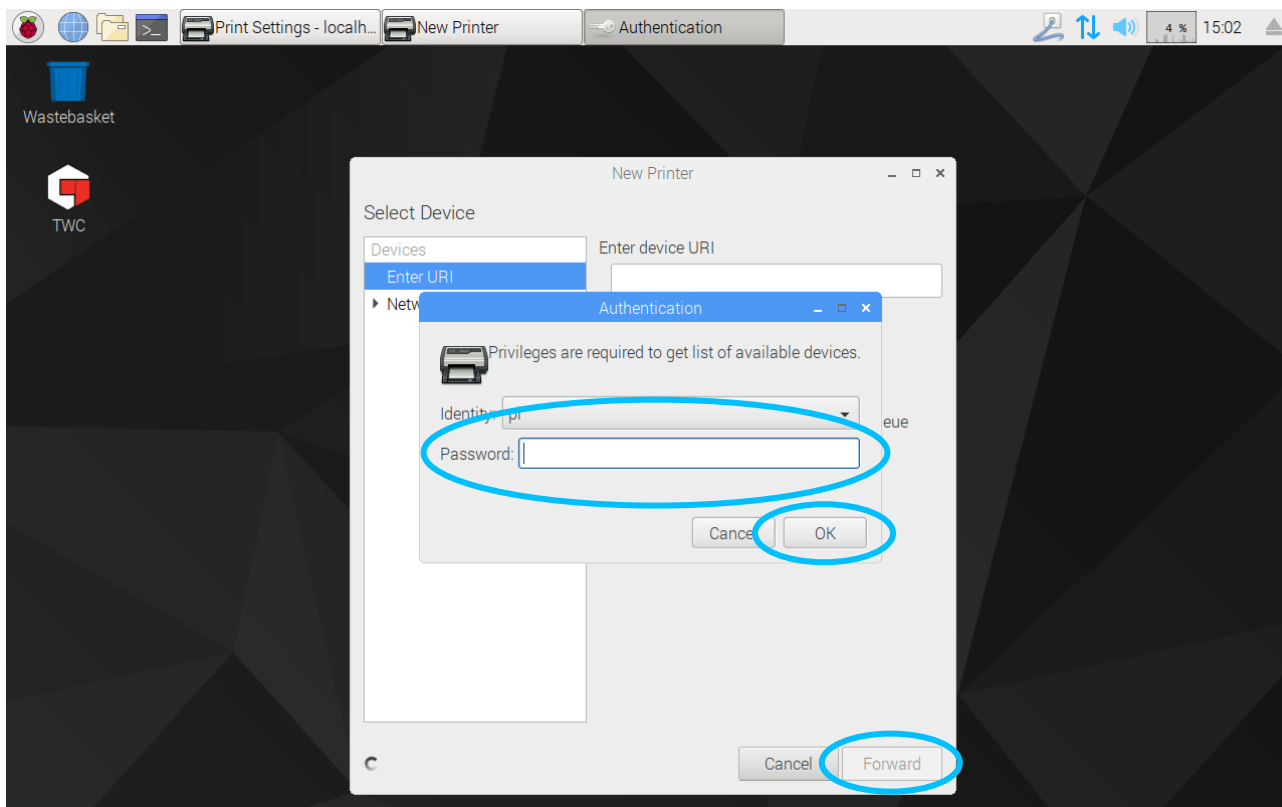 Print Settings - localh... New Printer Authentication 4 % 15:02
Wastebasket
TWC
New Printer
Select Device
Devices
Enter URI
Netw
Enter device URI
Authentication
Privileges are required to get list of available devices.
Identity: pi
eue
Password:
Cancel OK
Cancel Forward